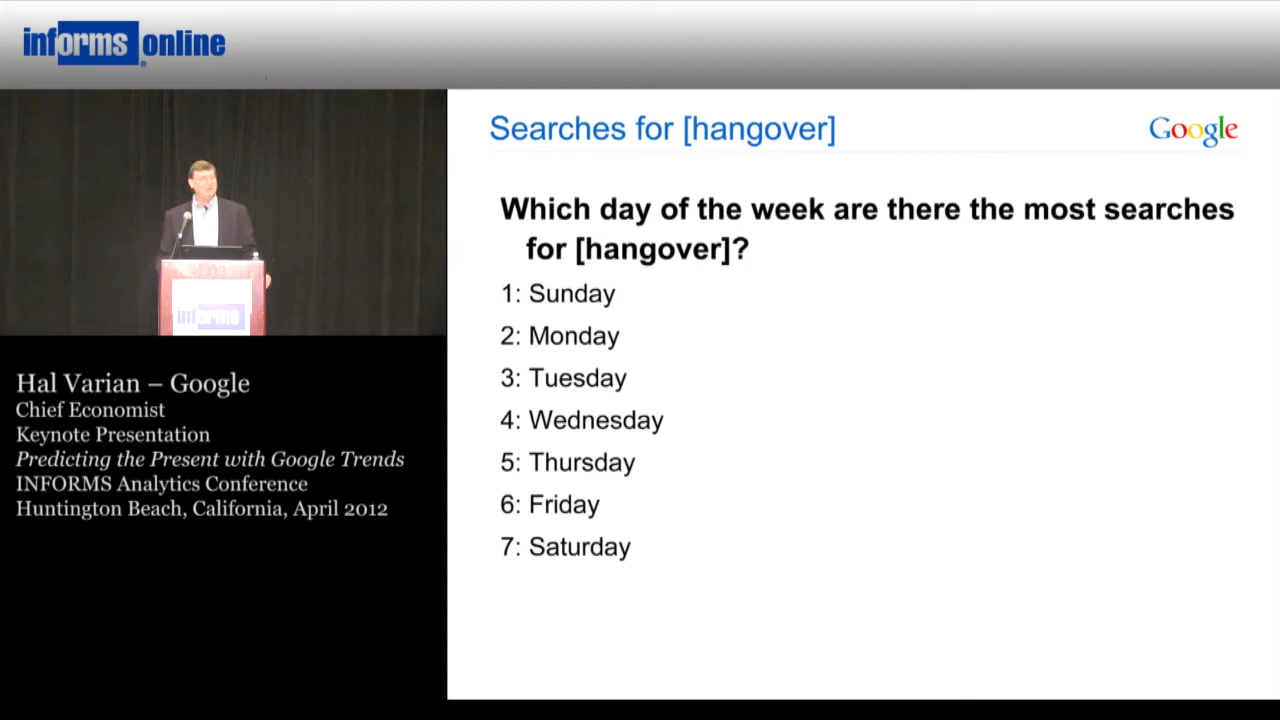 informs online
Searches for [hangover]
Google
Which day of the week are there the most searches
for [hangover]?
1: Sunday
2: Monday
3: Tuesday
4: Wednesday
5: Thursday
6: Friday
7: Saturday
informs
Hal Varian – Google
Chief Economist
Keynote Presentation
Predicting the Present with Google Trends
INFORMS Analytics Conference
Huntington Beach, California, April 2012